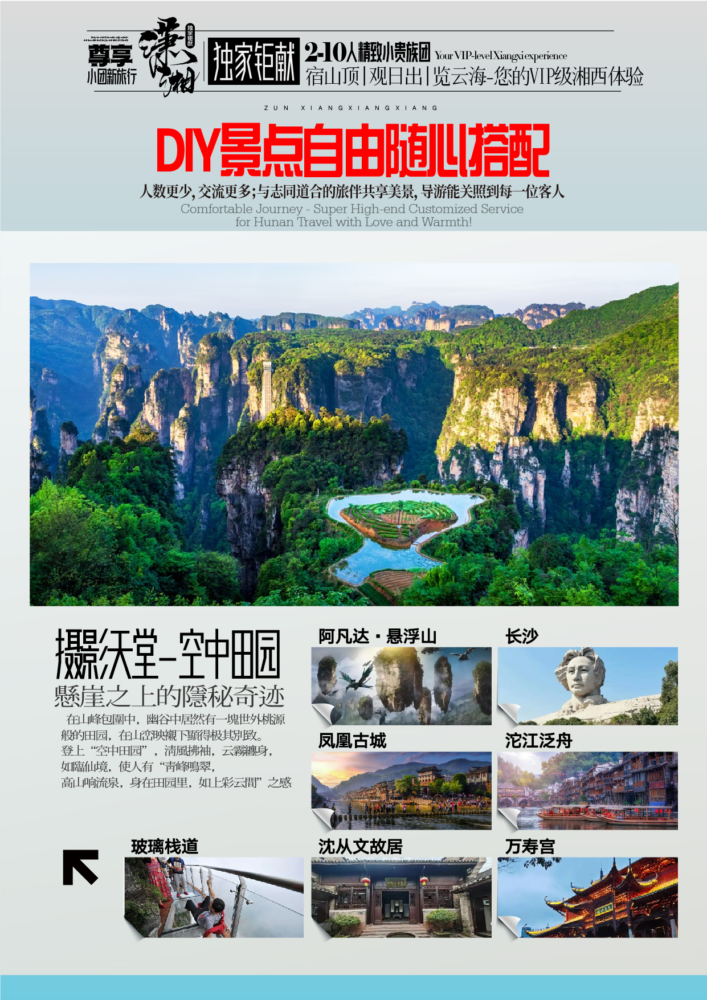 尊享
小团新旅行
潇湘
独家钜献
独家钜献
2-10人精致小贵族团 Your VIP-level Xiangxi experience
宿山顶|观日出|览云海-您的VIP级湘西体验
ZUN XIANGXIANGXIANG
DIY景点自由随心搭配
人数更少,交流更多;与志同道合的旅伴共享美景,导游能关照到每一位客人
Comfortable Journey - Super High-end Customized Service
for Hunan Travel with Love and Warmth!
摄影天堂-空中田园
懸崖之上的隱秘奇迹
在山峰包圍中，幽谷中居然有一塊世外桃源
般的田园，在山峦映襯下顯得极其別致。
登上“空中田园”，清風拂袖，云霧纏身，
如臨仙境，使人有“青峰鳴翠，
高山响流泉，身在田园里，如上彩云間”之感
阿凡达·悬浮山
长沙
凤凰古城
沱江泛舟
玻璃栈道
沈从文故居
万寿宫